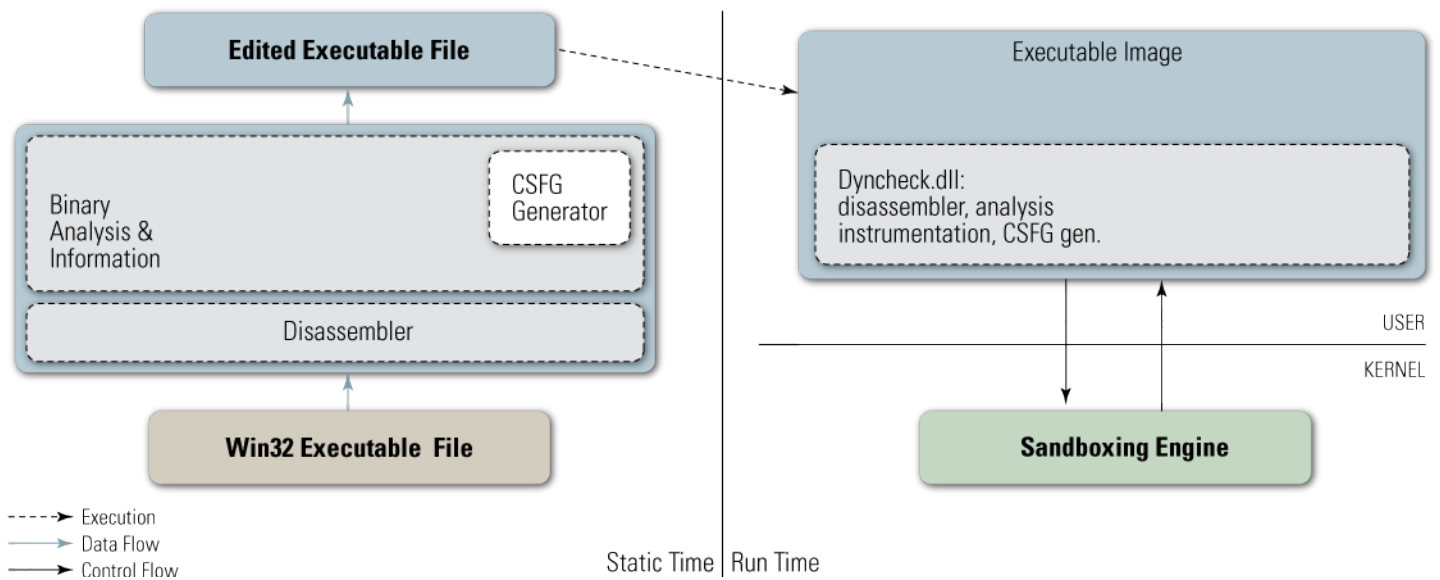 Edited Executable File
Binary
Analysis &
Information
CSFG
Generator
Disassembler
Win32 Executable File
Execution
Data Flow
Control Flow
Static Time
Run Time
Executable Image
Dyncheck.dll:
disassembler, analysis
instrumentation, CSFG gen.
USER
KERNEL
Sandboxing Engine